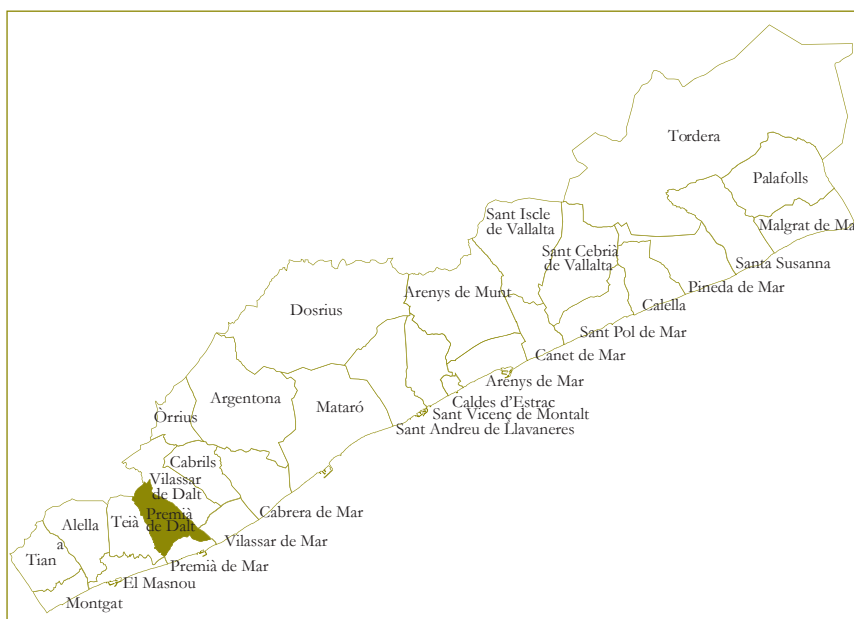 Tordera
Palafolls
Malgrat de Ma
Sant Iscle
de Vallalta
Sant Cebrià
de Vallalta
Santa Susanna
Pineda de Mar
Calella
Sant Pol de Mar
Canet de Mar
Arenys de Munt
Dosrius
Arenys de Mar
Caldes d'Estrac
Sant Vicenç de Montalt
Sant Andreu de Llavaneres
Argentona
Mataró
Òrrius
Cabrils
Vilassar
de Dalt
Cabrera de Mar
Premià
de Dalt
Teià
Alella
a
Tian
Vilassar de Mar
Premià de Mar
El Masnou
Montgat